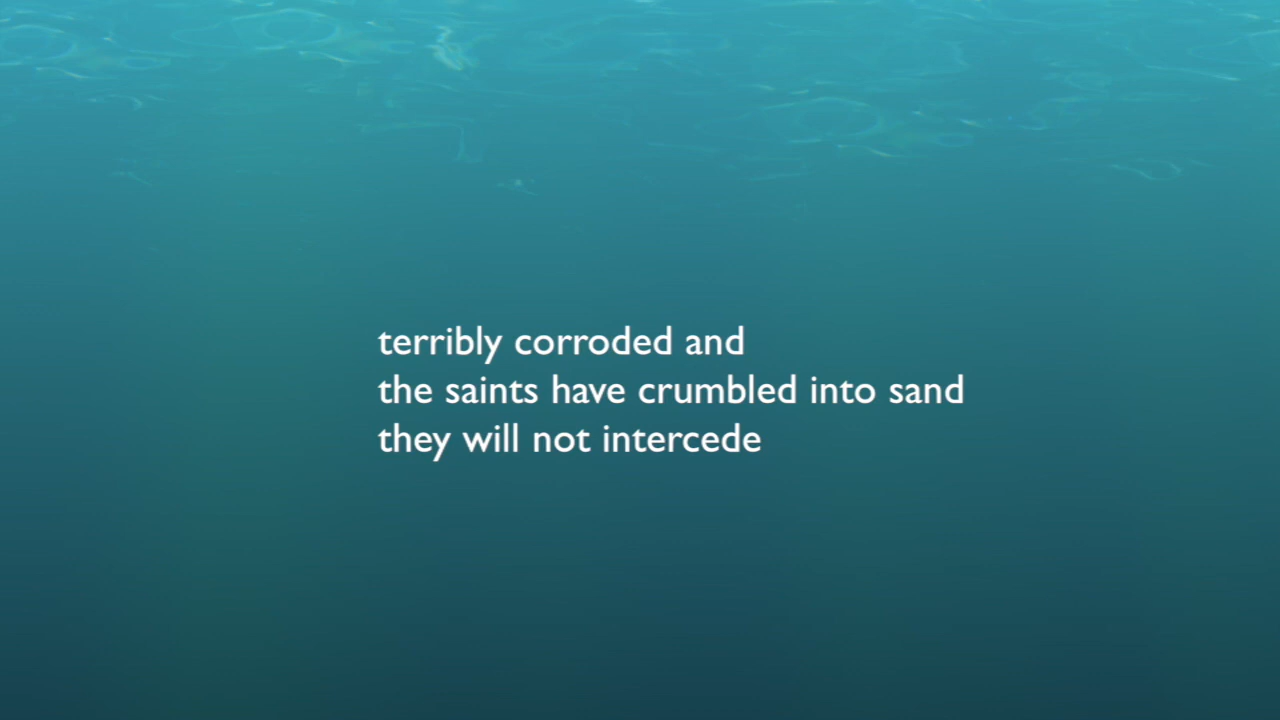 terribly corroded and
the saints have crumbled into sand
they will not intercede